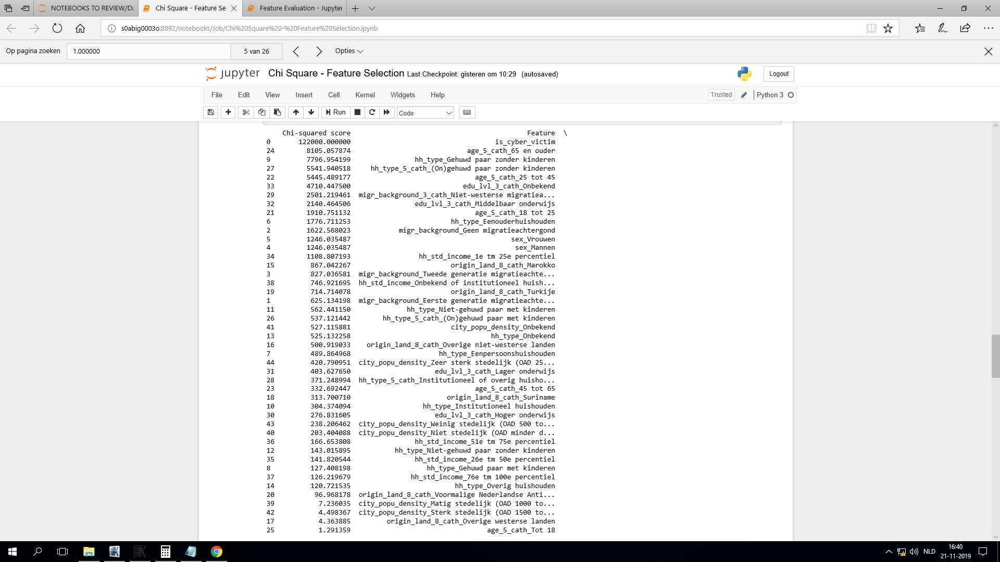 NOTEBOOKS TO REVIEW/Da
Chi Square - Feature Se
Feature Evaluation - Jupyter
s0abig0003o:8892/notebooks/Job/Chi%20Square%20-%20Feature%20Selection.ipynb
Op pagina zoeken 1.000000 5 van 26 Opties
jupyter Chi Square - Feature Selection Last Checkpoint: gisteren om 10:29 (autosaved) Logout
File Edit View Insert Cell Kernel Widgets Help Trusted Python 3
Run Code
Chi-squared score Feature \
0 122000.000000 is_cyber_victim
24 8105.057874 age_5_cath_65 en ouder
9 7796.954199 hh_type_Gehuwd paar zonder kinderen
27 5541.940518 hh_type_5_cath_(On)gehuwd paar zonder kinderen
22 5445.489177 age_5_cath_25 tot 45
33 4710.447500 edu_lvl_3_cath_Onbekend
29 2501.219461 migr_background_3_cath_Niet-westerse migratiea...
32 2140.464506 edu_lvl_3_cath_Middelbaar onderwijs
21 1910.751132 age_5_cath_18 tot 25
6 1776.711253 hh_type_Eenouderhuishouden
2 1622.568023 migr_background_Geen migratieachtergond
5 1246.035487 sex_Vrouwen
4 1246.035487 sex_Mannen
34 1108.807193 hh_std_income_1e tm 25e percentiel
15 867.042267 origin_land_8_cath_Marokko
3 827.036581 migr_background_Tweede generatie migratieachte...
38 746.921695 hh_std_income_Onbekend of institutioneel huish...
19 714.714078 origin_land_8_cath_Turkije
1 625.134198 migr_background_Eerste generatie migratieachte...
11 562.441150 hh_type_Niet-gehuwd paar met kinderen
26 537.121442 hh_type_5_cath_(On)gehuwd paar met kinderen
41 527.115881 city_popu_density_Onbekend
13 525.132258 hh_type_Onbekend
16 500.919033 origin_land_8_cath_Overige niet-westerse landen
7 489.864968 hh_type_Eenpersoonshuishouden
44 420.790951 city_popu_density_Zeer sterk stedelijk (OAD 25...
31 403.627650 edu_lvl_3_cath_Lager onderwijs
28 371.248994 hh_type_5_cath_Institutioneel of overig huisho...
23 332.692447 age_5_cath_45 tot 65
18 313.700710 origin_land_8_cath_Suriname
10 304.374094 hh_type_Institutioneel huishouden
30 276.831605 edu_lvl_3_cath_Hoger onderwijs
43 238.206462 city_popu_density_Weinig stedelijk (OAD 500 to...
40 203.404088 city_popu_density_Niet stedelijk (OAD minder d...
36 166.653808 hh_std_income_51e tm 75e percentiel
12 143.015895 hh_type_Niet-gehuwd paar zonder kinderen
35 141.820544 hh_std_income_26e tm 50e percentiel
8 127.408198 hh_type_Gehuwd paar met kinderen
37 126.219679 hh_std_income_76e tm 100e percentiel
14 120.721535 hh_type_Overig huishouden
20 96.968178 origin_land_8_cath_Voormalige Nederlandse Anti...
39 7.236035 city_popu_density_Matig stedelijk (OAD 1000 to...
42 4.498367 city_popu_density_Sterk stedelijk (OAD 1500 to...
17 4.363885 origin_land_8_cath_Overige westerse landen
25 1.291359 age_5_cath_Tot 18
NLD 16:40
21-11-2019